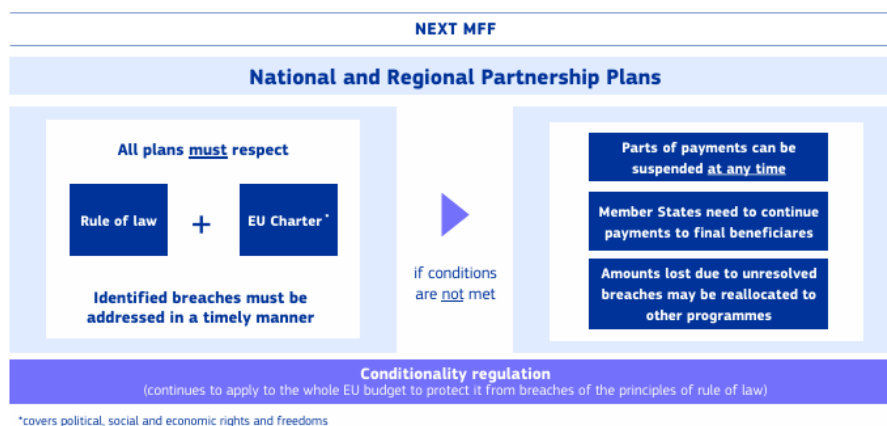 NEXT MFF
National and Regional Partnership Plans
All plans must respect
Rule of law
+
EU Charter*
Identified breaches must be
addressed in a timely manner
if conditions
are not met
Parts of payments can be
suspended at any time
Member States need to continue
payments to final beneficiares
Amounts lost due to unresolved
breaches may be reallocated to
other programmes
Conditionality regulation
(continues to apply to the whole EU budget to protect it from breaches of the principles of rule of law)
*covers political, social and economic rights and freedoms